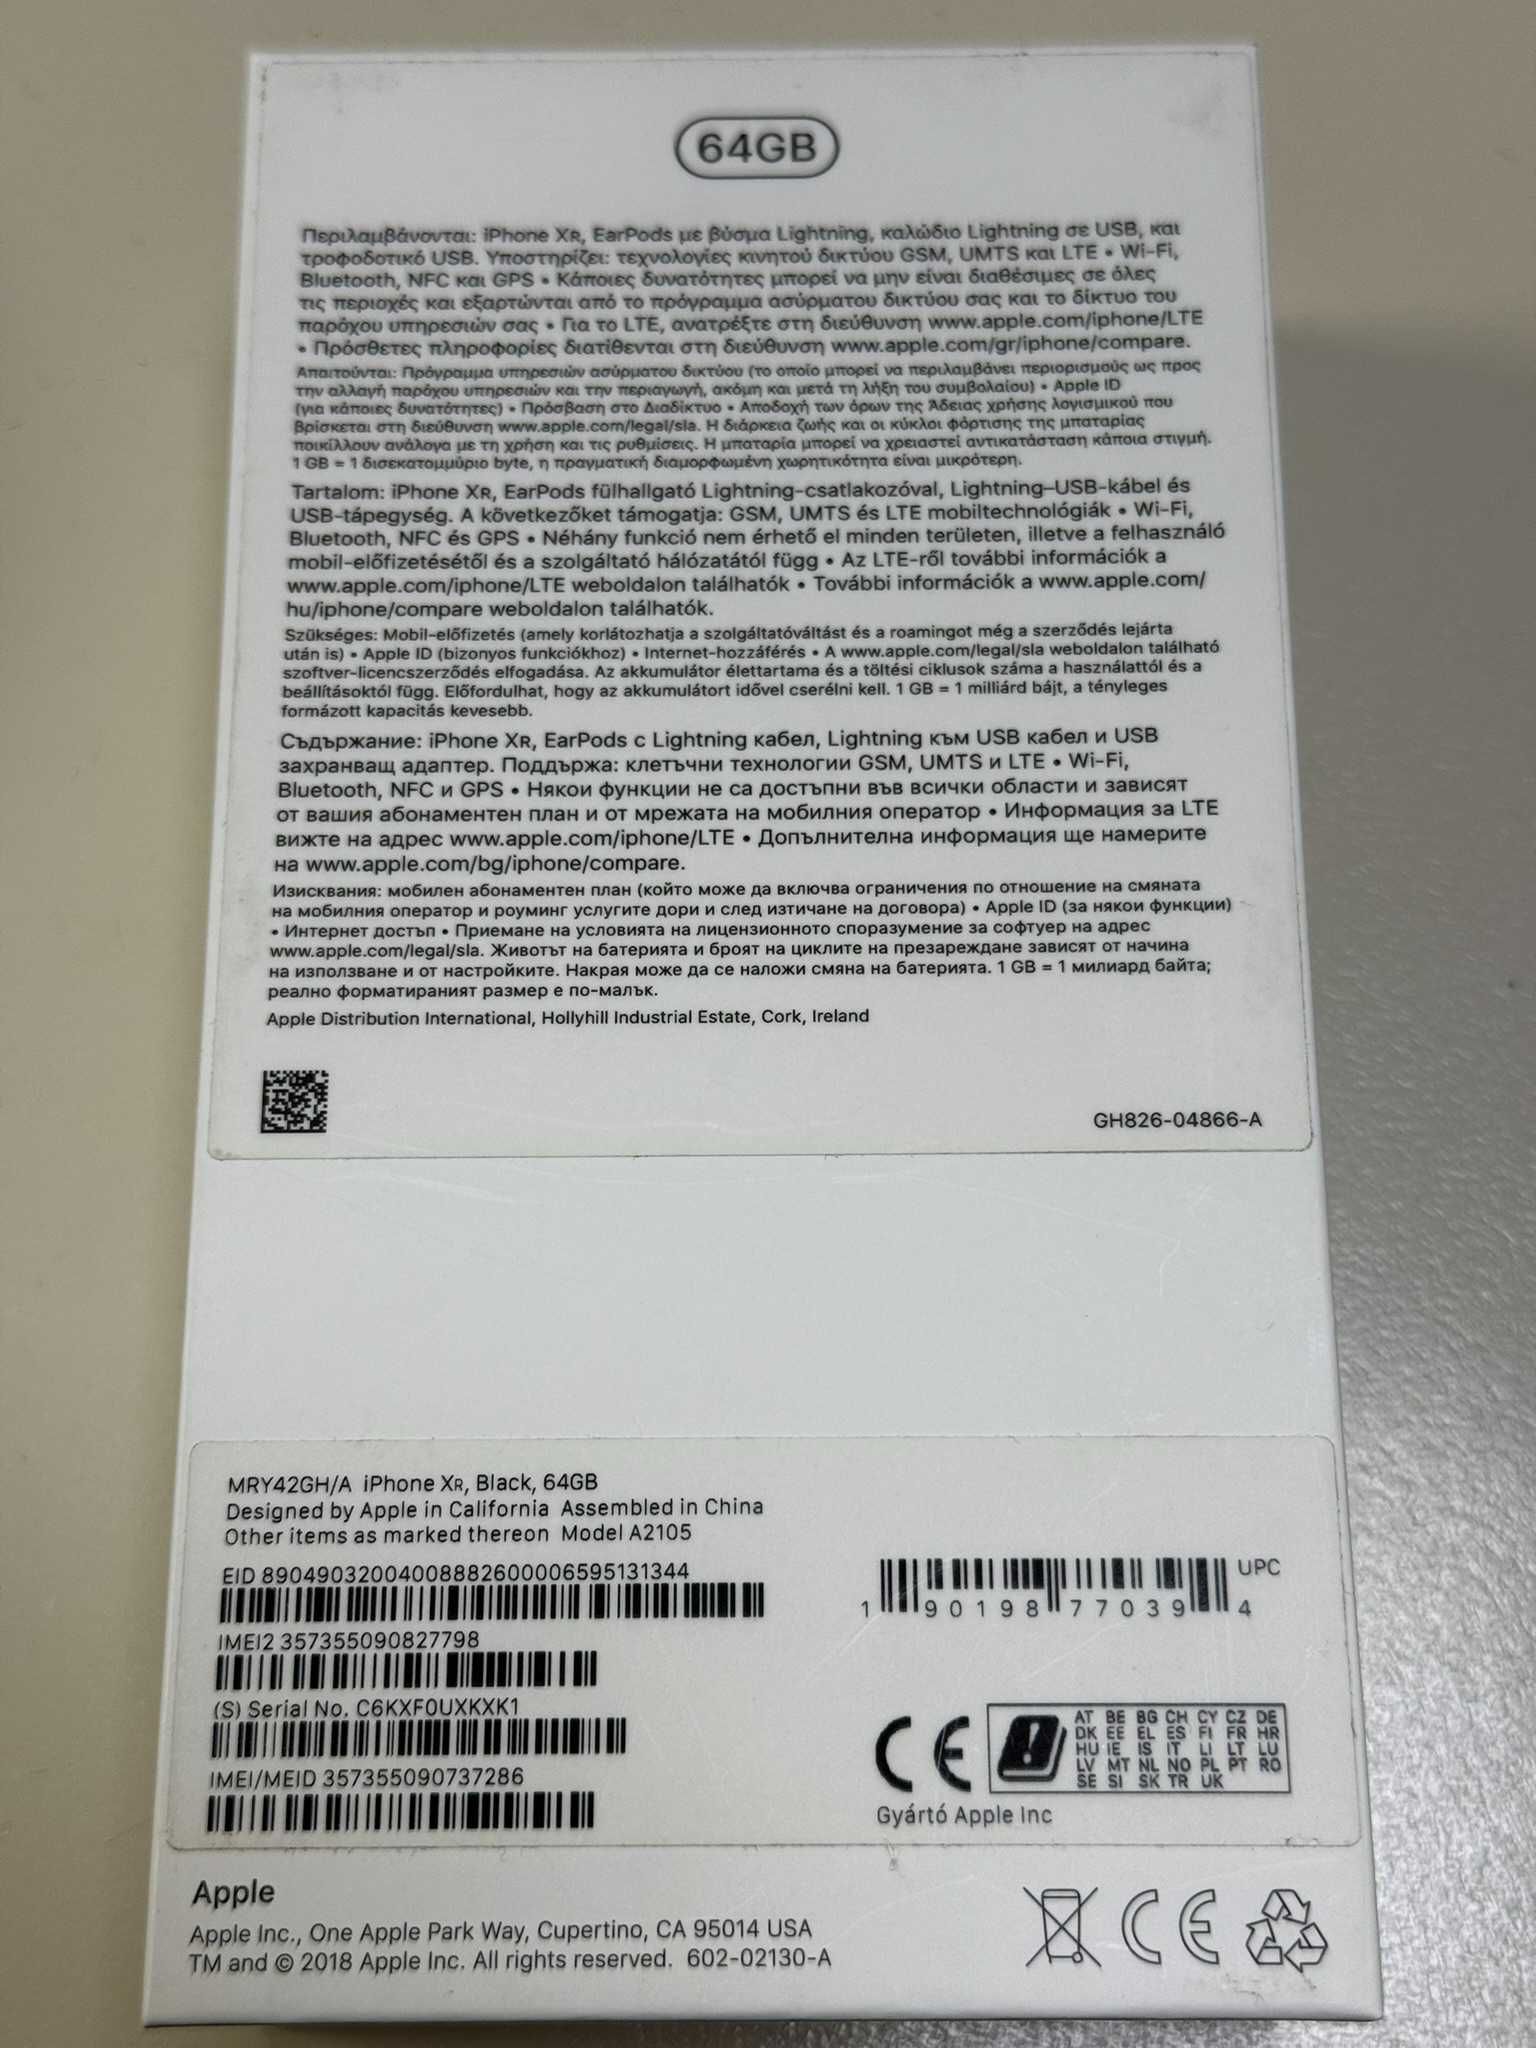 64GB
Περιλαμβάνονται: iPhone XR, EarPods με βύσμα Lightning, καλώδιο Lightning σε USB, και
τροφοδοτικό USB. Υποστηρίζει: τεχνολογίες κινητού δικτύου GSM, UMTS και LTE • Wi-Fi,
Bluetooth, NFC και GPS • Κάποιες δυνατότητες μπορεί να μην είναι διαθέσιμες σε όλες
τις περιοχές και εξαρτώνται από το πρόγραμμα ασύρματου δικτύου σας και το δίκτυο του
παρόχου υπηρεσιών σας • Για το LTE, ανατρέξτε στη διεύθυνση www.apple.com/iphone/LTE
• Πρόσθετες πληροφορίες διατίθενται στη διεύθυνση www.apple.com/gr/iphone/compare.
Απαιτούνται: Πρόγραμμα υπηρεσιών ασύρματου δικτύου (το οποίο μπορεί να περιλαμβάνει περιορισμούς ως προς
την αλλαγή παρόχου υπηρεσιών και την περιαγωγή, ακόμη και μετά τη λήξη του συμβολαίου) • Apple ID
(για κάποιες δυνατότητες) • Πρόσβαση στο Διαδίκτυο • Αποδοχή των όρων της Άδειας χρήσης λογισμικού που
βρίσκεται στη διεύθυνση www.apple.com/legal/sla. Η διάρκεια ζωής και οι κύκλοι φόρτισης της μπαταρίας
ποικίλλουν ανάλογα με τη χρήση και τις ρυθμίσεις. Η μπαταρία μπορεί να χρειαστεί αντικατάσταση κάποια στιγμή.
1 GB = 1 δισεκατομμύριο byte, η πραγματική διαμορφωμένη χωρητικότητα είναι μικρότερη.
Tartalom: iPhone XR, EarPods fülhallgató Lightning-csatlakozóval, Lightning–USB-kábel és
USB-tápegység. A következőket támogatja: GSM, UMTS és LTE mobiltechnológiák • Wi-Fi,
Bluetooth, NFC és GPS • Néhány funkció nem érhető el minden területen, illetve a felhasználó
mobil-előfizetésétől és a szolgáltató hálózatától függ • Az LTE-ről további információk a
www.apple.com/iphone/LTE weboldalon találhatók • További információk a www.apple.com/
hu/iphone/compare weboldalon találhatók.
Szükséges: Mobil-előfizetés (amely korlátozhatja a szolgáltatóváltást és a roamingot még a szerződés lejárta
után is) • Apple ID (bizonyos funkciókhoz) • Internet-hozzáférés • A www.apple.com/legal/sla weboldalon található
szoftver-licencszerződés elfogadása. Az akkumulátor élettartama és a töltési ciklusok száma a használattól és a
beállításoktól függ. Előfordulhat, hogy az akkumulátort idővel cserélni kell. 1 GB = 1 milliárd bájt, a tényleges
formázott kapacitás kevesebb.
Съдържание: iPhone XR, EarPods с Lightning кабел, Lightning към USB кабел и USB
захранващ адаптер. Поддържа: клетъчни технологии GSM, UMTS и LTE • Wi-Fi,
Bluetooth, NFC и GPS • Някои функции не са достъпни във всички области и зависят
от вашия абонаментен план и от мрежата на мобилния оператор • Информация за LTE
вижте на адрес www.apple.com/iphone/LTE • Допълнителна информация ще намерите
на www.apple.com/bg/iphone/compare.
Изисквания: мобилен абонаментен план (който може да включва ограничения по отношение на смяната
на мобилния оператор и роуминг услугите дори и след изтичане на договора) • Apple ID (за някои функции)
• Интернет достъп • Приемане на условията на лицензионното споразумение за софтуер на адрес
www.apple.com/legal/sla. Животът на батерията и броят на циклите на презареждане зависят от начина
на използване и от настройките. Накрая може да се наложи смяна на батерията. 1 GB = 1 милиард байта;
реално форматираният размер е по-малък.
Apple Distribution International, Hollyhill Industrial Estate, Cork, Ireland
GH826-04866-A
MRY42GH/A iPhone XR, Black, 64GB
Designed by Apple in California Assembled in China
Other items as marked thereon Model A2105
EID 89049032004008882600006595131344
IMEI2 357355090827798
(S) Serial No. C6KXF0UXKXK1
IMEI/MEID 357355090737286
UPC
1 90198 77039 4
CE
AT BE BG CH CY CZ DE
DK EE EL ES FI FR HR
HU IE IS IT LI LT LU
LV MT NL NO PL PT RO
SE SI SK TR UK
Gyártó Apple Inc
Apple
Apple Inc., One Apple Park Way, Cupertino, CA 95014 USA
TM and © 2018 Apple Inc. All rights reserved. 602-02130-A
CE